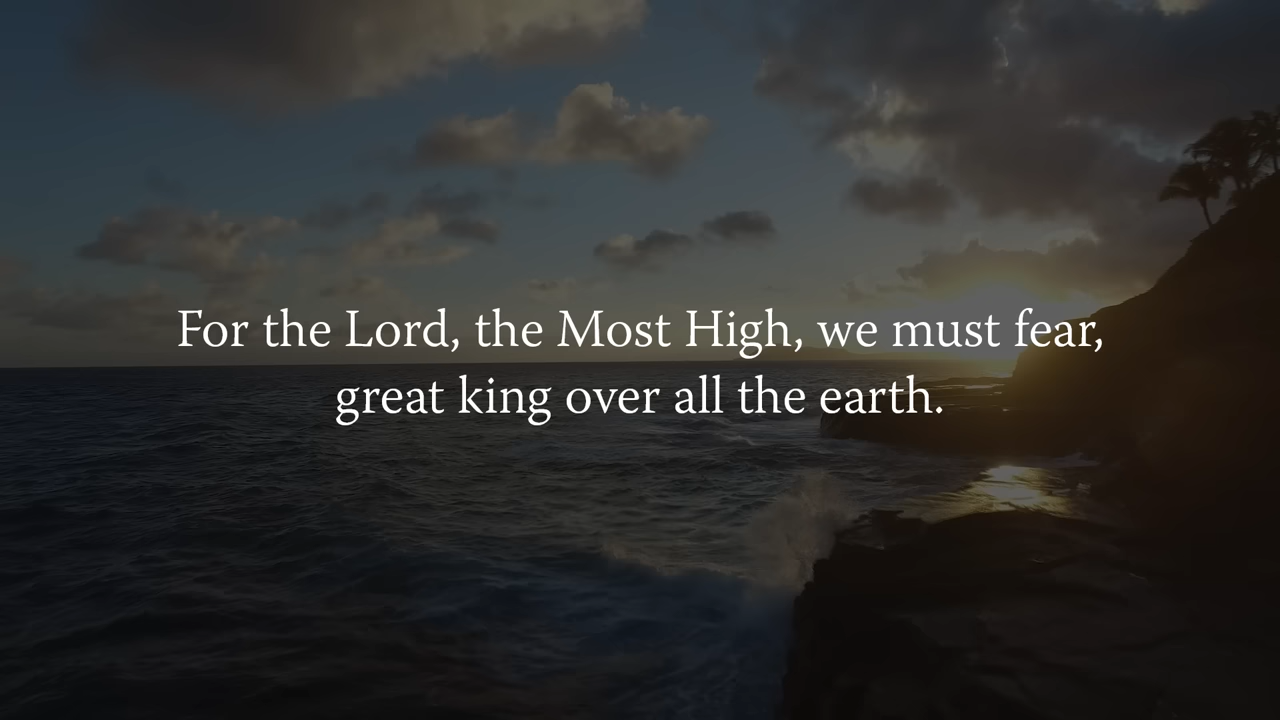 For the Lord, the Most High, we must fear,
great king over all the earth.